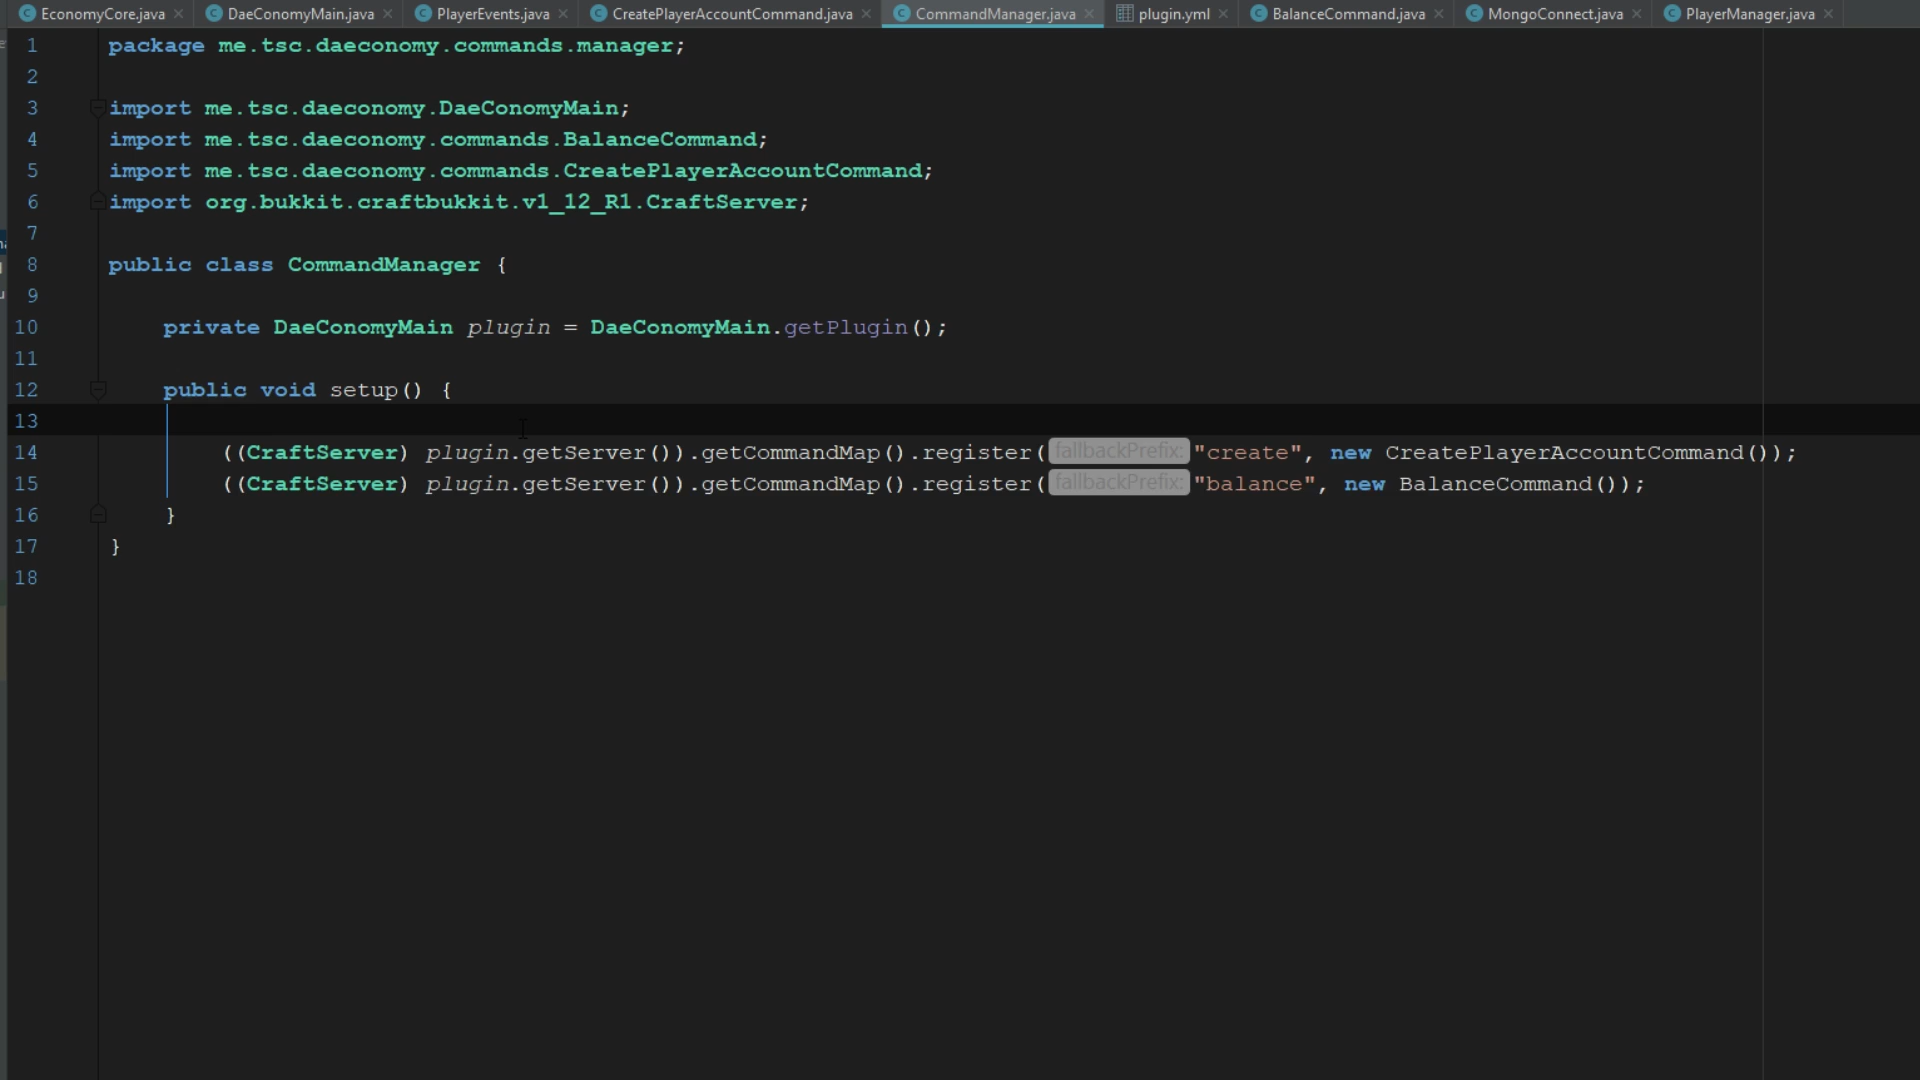 EconomyCore.java DaeConomyMain.java PlayerEvents.java CreatePlayerAccountCommand.java CommandManager.java plugin.yml BalanceCommand.java MongoConnect.java PlayerManager.java
1 package me.tsc.daeconomy.commands.manager;
2
3 import me.tsc.daeconomy.DaeConomyMain;
4 import me.tsc.daeconomy.commands.BalanceCommand;
5 import me.tsc.daeconomy.commands.CreatePlayerAccountCommand;
6 import org.bukkit.craftbukkit.v1_12_R1.CraftServer;
7
8 public class CommandManager {
9
10 private DaeConomyMain plugin = DaeConomyMain.getPlugin();
11
12 public void setup() {
13
14 ((CraftServer) plugin.getServer()).getCommandMap().register( fallbackPrefix: "create", new CreatePlayerAccountCommand());
15 ((CraftServer) plugin.getServer()).getCommandMap().register( fallbackPrefix: "balance", new BalanceCommand());
16 }
17 }
18